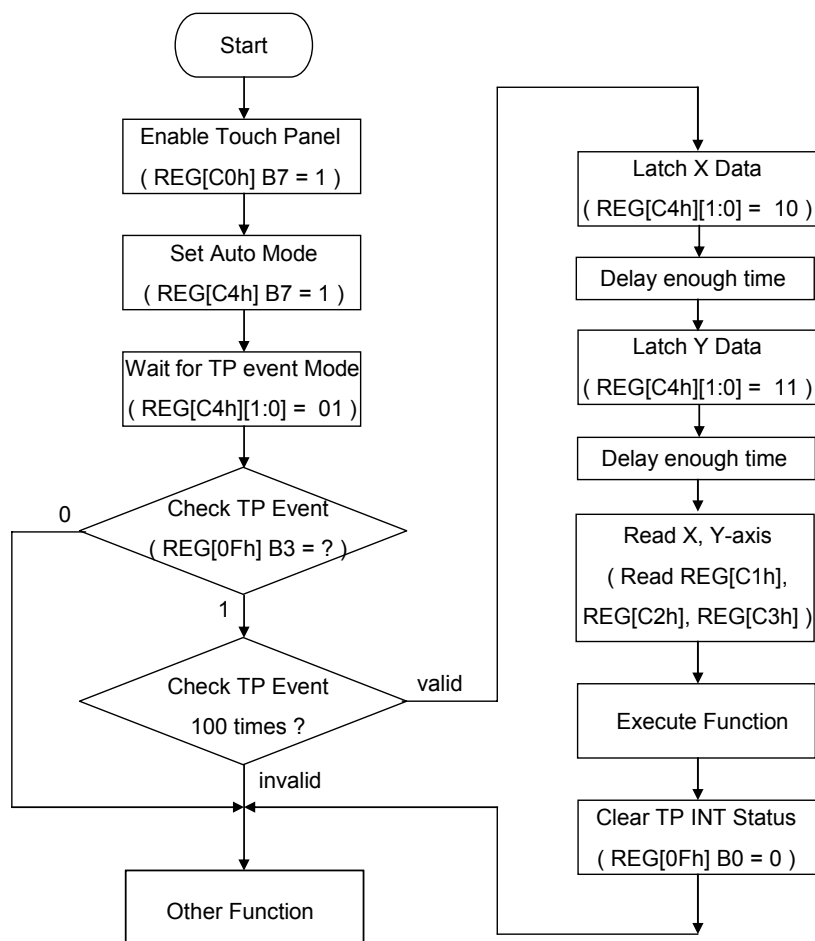 Start
Enable Touch Panel
( REG[C0h] B7 = 1 )
Set Auto Mode
( REG[C4h] B7 = 1 )
Wait for TP event Mode
( REG[C4h][1:0] = 01 )
0
Check TP Event
( REG[0Fh] B3 = ? )
1
Check TP Event
100 times ?
valid
invalid
Other Function
Latch X Data
( REG[C4h][1:0] = 10 )
Delay enough time
Latch Y Data
( REG[C4h][1:0] = 11 )
Delay enough time
Read X, Y-axis
( Read REG[C1h],
REG[C2h], REG[C3h] )
Execute Function
Clear TP INT Status
( REG[0Fh] B0 = 0 )